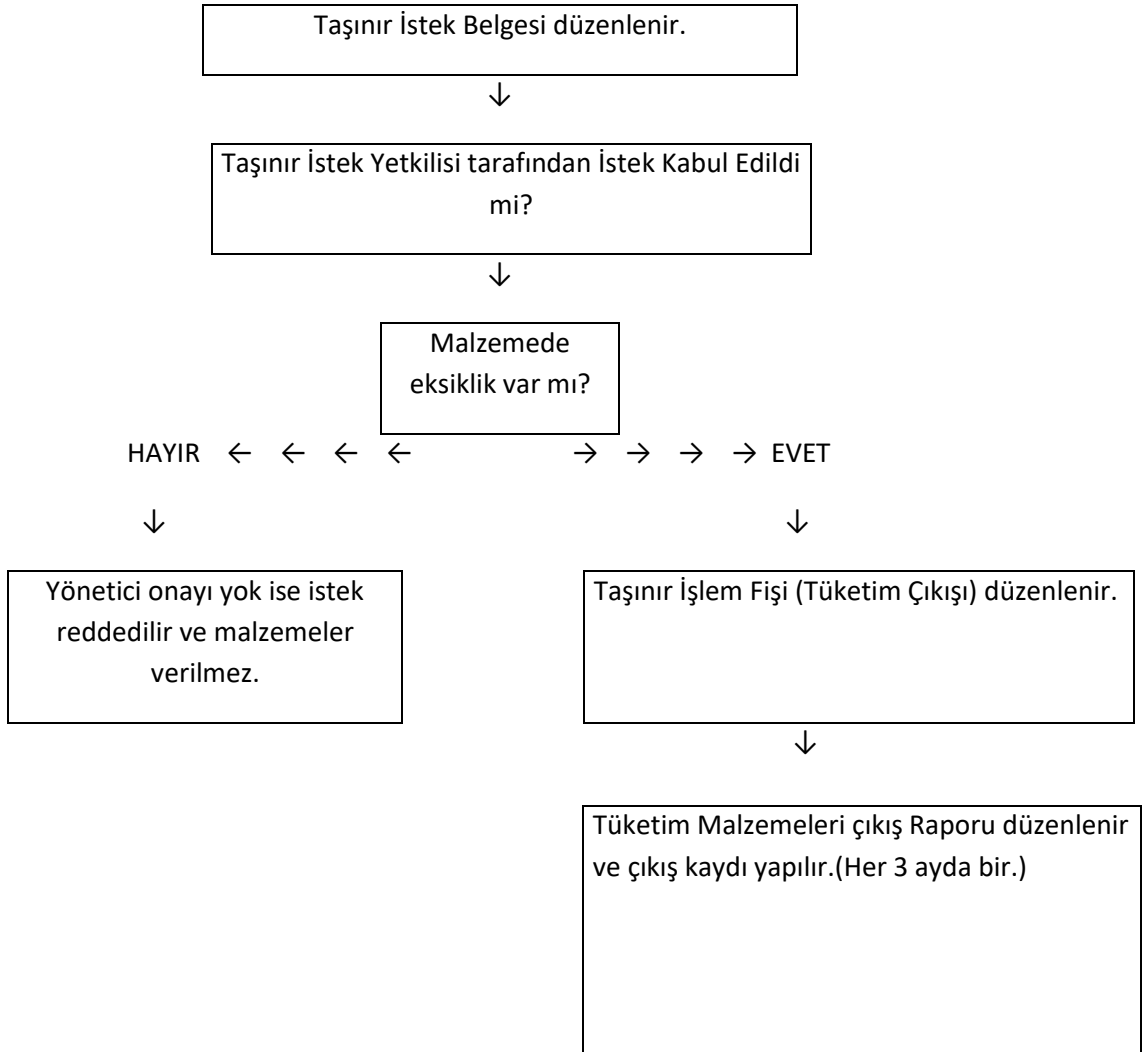 Taşınır İstek Belgesi düzenlenir.
↓
Taşınır İstek Yetkilisi tarafından İstek Kabul Edildi
mi?
↓
Malzemede
eksiklik var mı?
HAYIR ← ← ← ← → → → → EVET
↓ ↓
Yönetici onayı yok ise istek
reddedilir ve malzemeler
verilmez.
Taşınır İşlem Fişi (Tüketim Çıkışı) düzenlenir.
↓
Tüketim Malzemeleri çıkış Raporu düzenlenir
ve çıkış kaydı yapılır.(Her 3 ayda bir.)